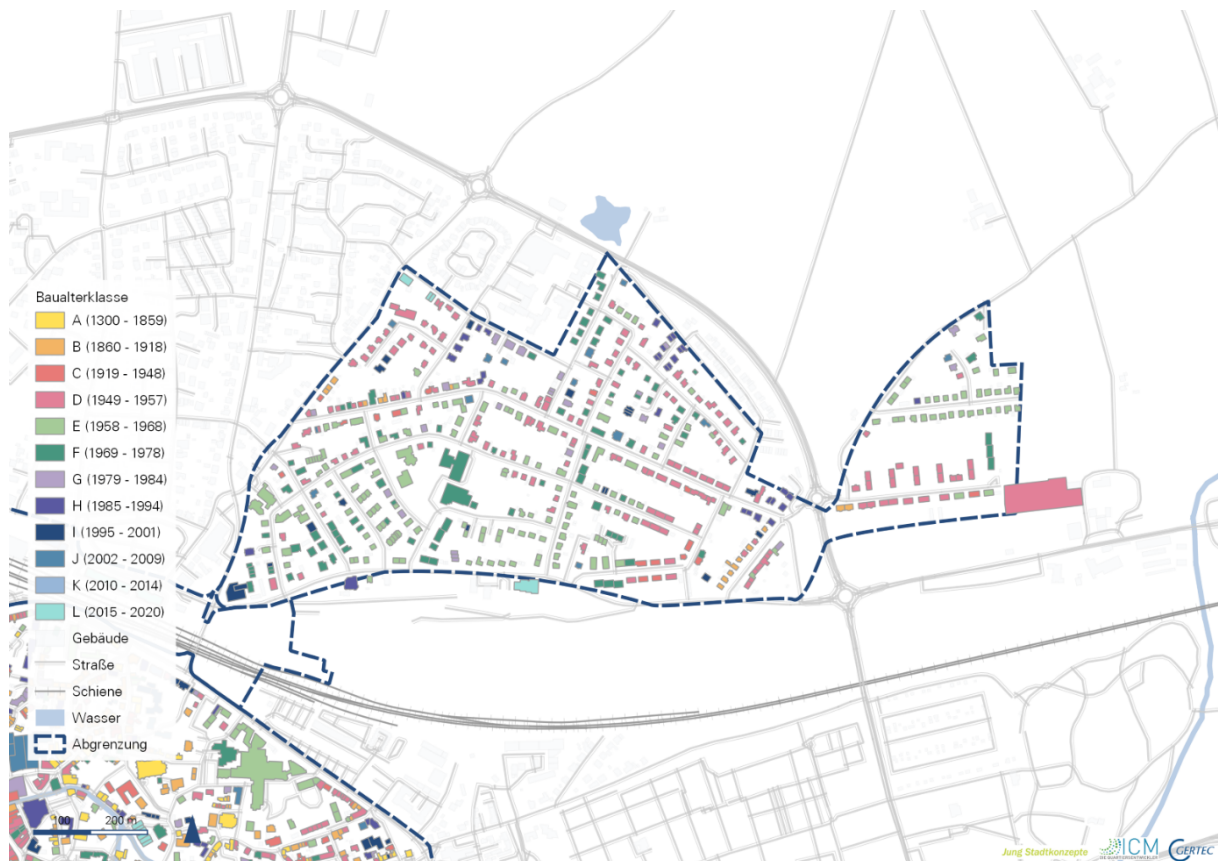 Baualterklasse
A (1300 - 1859)
B (1860 - 1918)
C (1919 - 1948)
D (1949 - 1957)
E (1958 - 1968)
F (1969 - 1978)
G (1979 - 1984)
H (1985 -1994)
I (1995 - 2001)
J (2002 - 2009)
K (2010 - 2014)
L (2015 - 2020)
Gebäude
Straße
Schiene
Wasser
Abgrenzung
100 200 m
Jung Stadtkonzepte
ICM
GERTEC